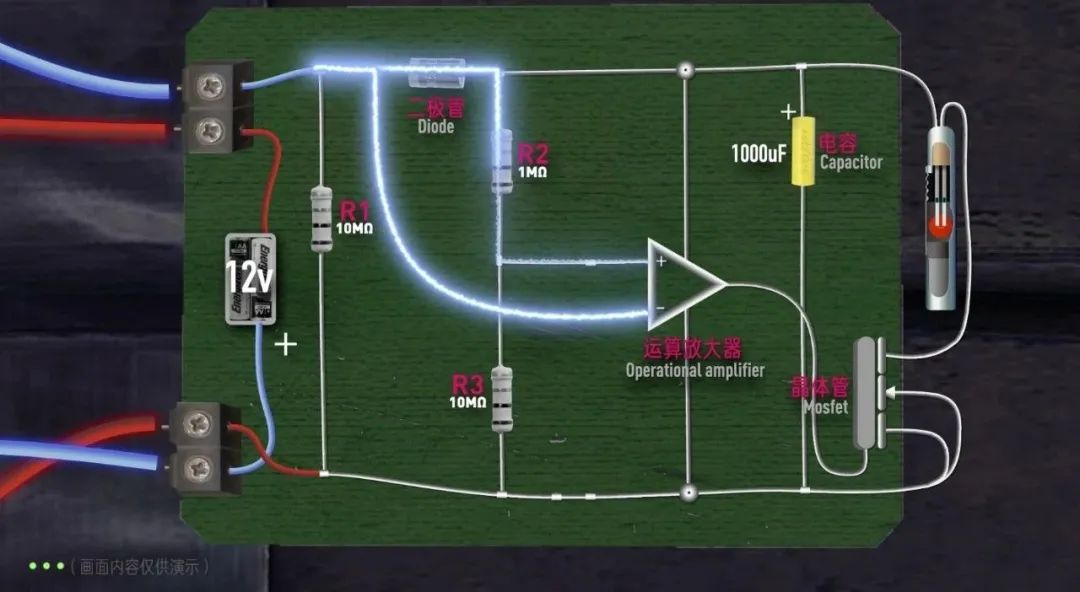 二极管
Diode
R2
1MΩ
1000uF
电容
Capacitor
R1
10MΩ
12v
运算放大器
Operational amplifier
R3
10MΩ
晶体管
Mosfet
(画面内容仅供演示)